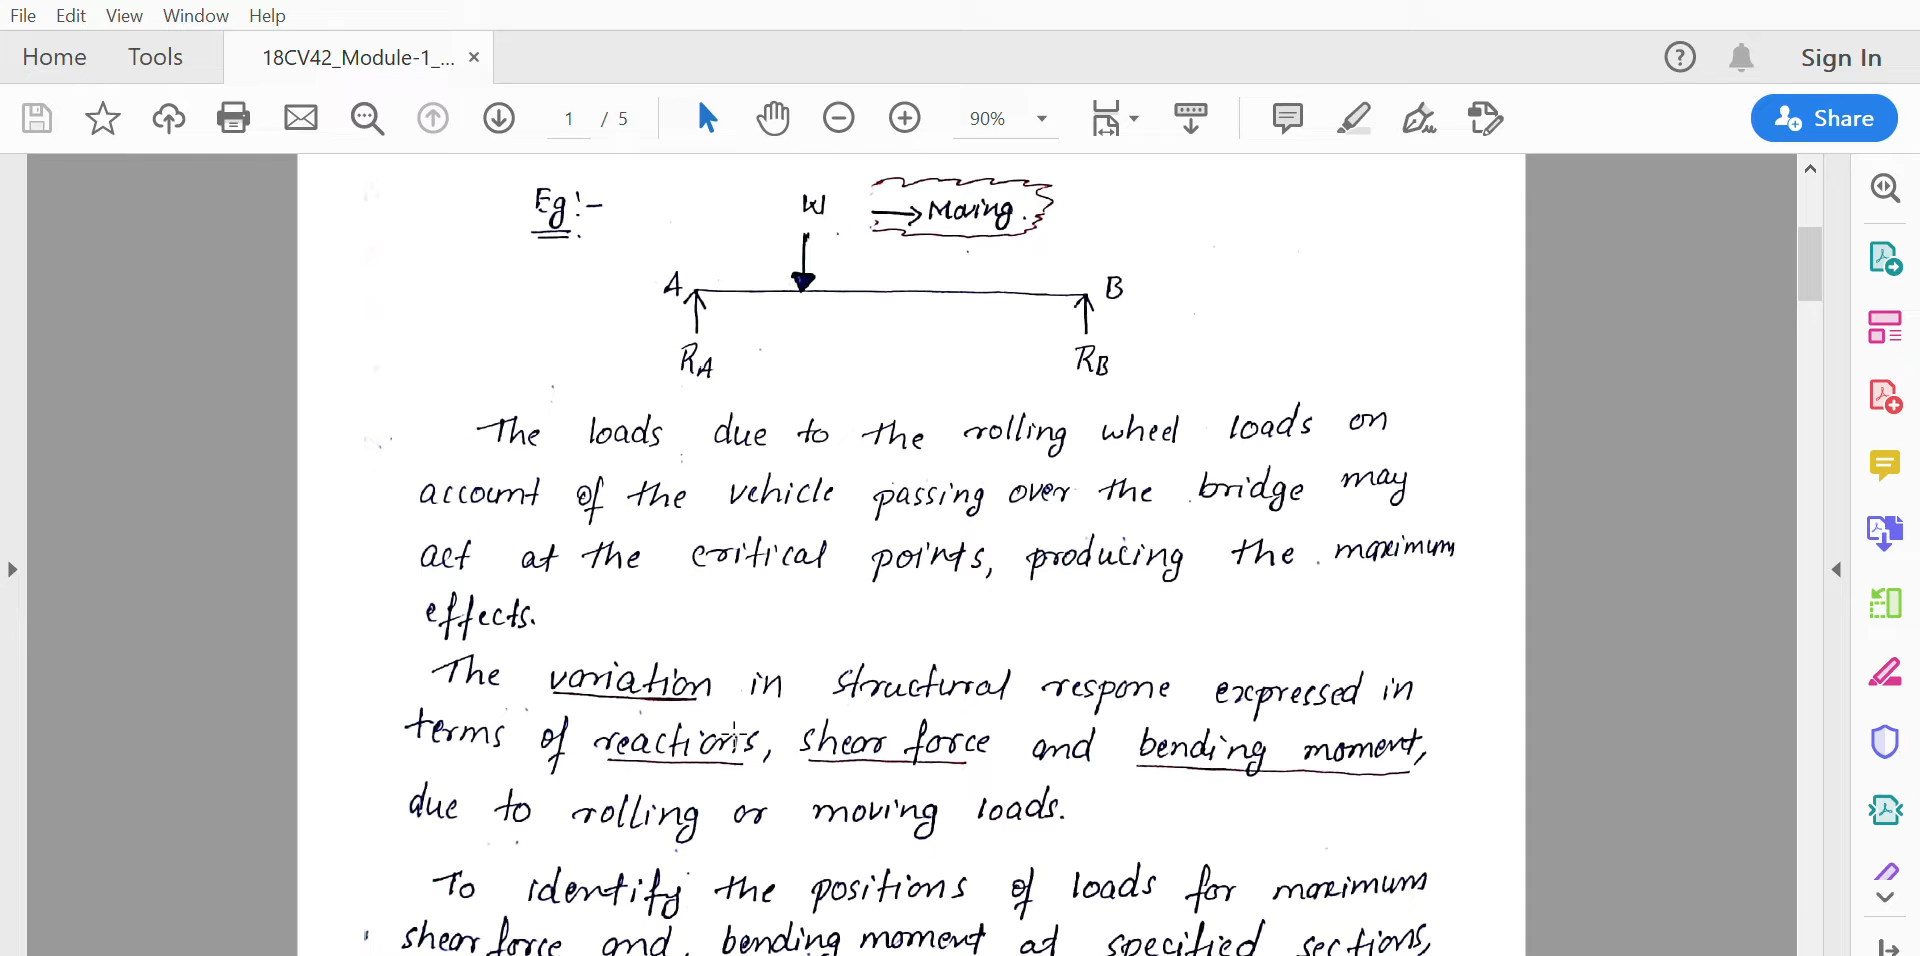 File Edit View Window Help
Home Tools 18CV42_Module-1_... × Sign In
1 / 5 90% Share
Eg:-
W → Moving.
A B
RA RB
The loads due to the rolling wheel loads on
account of the vehicle passing over the bridge may
act at the critical points, producing the maximum
effects.
The variation in structural respone expressed in
terms of reactions, shear force and bending moment,
due to rolling or moving loads.
To identify the positions of loads for maximum
shear force and bending moment at specified sections,